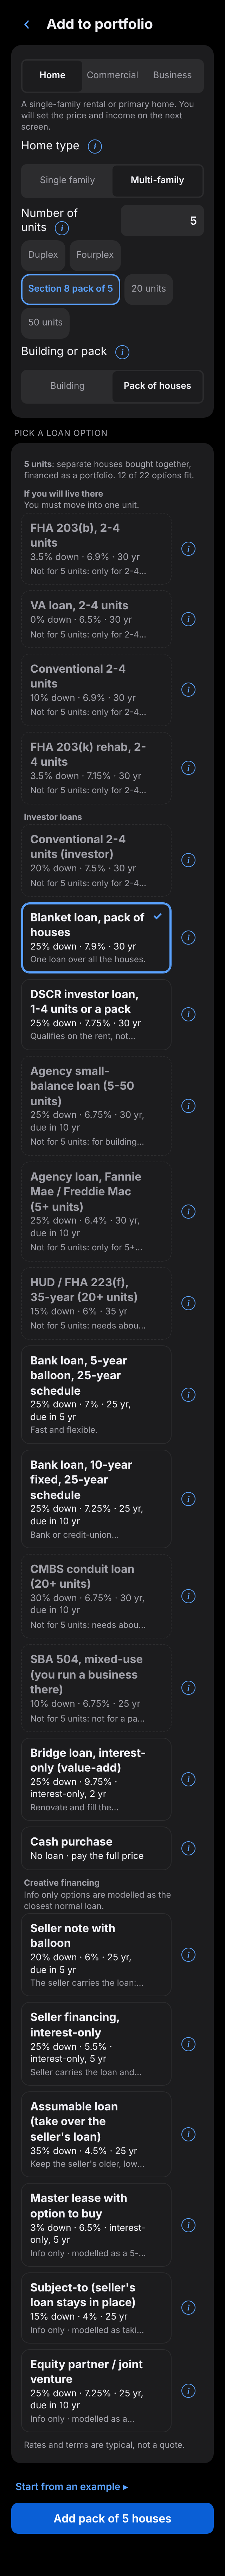 Add to portfolio
Home Commercial Business
A single-family rental or primary home. You
will set the price and income on the next
screen.
Home type
Single family Multi-family
Number of
units
5
Duplex Fourplex
Section 8 pack of 5 20 units
50 units
Building or pack
Building Pack of houses
PICK A LOAN OPTION
5 units: separate houses bought together,
financed as a portfolio. 12 of 22 options fit.
If you will live there
You must move into one unit.
FHA 203(b), 2-4
units
3.5% down · 6.9% · 30 yr
Not for 5 units: only for 2-4...
VA loan, 2-4 units
0% down · 6.5% · 30 yr
Not for 5 units: only for 2-4...
Conventional 2-4
units
10% down · 6.9% · 30 yr
Not for 5 units: only for 2-4...
FHA 203(k) rehab, 2-
4 units
3.5% down · 7.15% · 30 yr
Not for 5 units: only for 2-4...
Investor loans
Conventional 2-4
units (investor)
20% down · 7.5% · 30 yr
Not for 5 units: only for 2-4...
Blanket loan, pack of
houses
25% down · 7.9% · 30 yr
One loan over all the houses.
DSCR investor loan,
1-4 units or a pack
25% down · 7.75% · 30 yr
Qualifies on the rent, not...
Agency small-
balance loan (5-50
units)
25% down · 6.75% · 30 yr,
due in 10 yr
Not for 5 units: for building...
Agency loan, Fannie
Mae / Freddie Mac
(5+ units)
25% down · 6.4% · 30 yr,
due in 10 yr
Not for 5 units: only for 5+...
HUD / FHA 223(f),
35-year (20+ units)
15% down · 6% · 35 yr
Not for 5 units: needs abou...
Bank loan, 5-year
balloon, 25-year
schedule
25% down · 7% · 25 yr,
due in 5 yr
Fast and flexible.
Bank loan, 10-year
fixed, 25-year
schedule
25% down · 7.25% · 25 yr,
due in 10 yr
Bank or credit-union...
CMBS conduit loan
(20+ units)
30% down · 6.75% · 30 yr,
due in 10 yr
Not for 5 units: needs abou...
SBA 504, mixed-use
(you run a business
there)
10% down · 6.75% · 25 yr
Not for 5 units: not for a pa...
Bridge loan, interest-
only (value-add)
25% down · 9.75% ·
interest-only, 2 yr
Renovate and fill the...
Cash purchase
No loan · pay the full price
Creative financing
Info only options are modelled as the
closest normal loan.
Seller note with
balloon
20% down · 6% · 25 yr,
due in 5 yr
The seller carries the loan:...
Seller financing,
interest-only
25% down · 5.5% ·
interest-only, 5 yr
Seller carries the loan and...
Assumable loan
(take over the
seller's loan)
35% down · 4.5% · 25 yr
Keep the seller's older, low...
Master lease with
option to buy
3% down · 6.5% · interest-
only, 5 yr
Info only · modelled as a 5-...
Subject-to (seller's
loan stays in place)
15% down · 4% · 25 yr
Info only · modelled as taki...
Equity partner / joint
venture
25% down · 7.25% · 25 yr,
due in 10 yr
Info only · modelled as a...
Rates and terms are typical, not a quote.
Start from an example ▸
Add pack of 5 houses